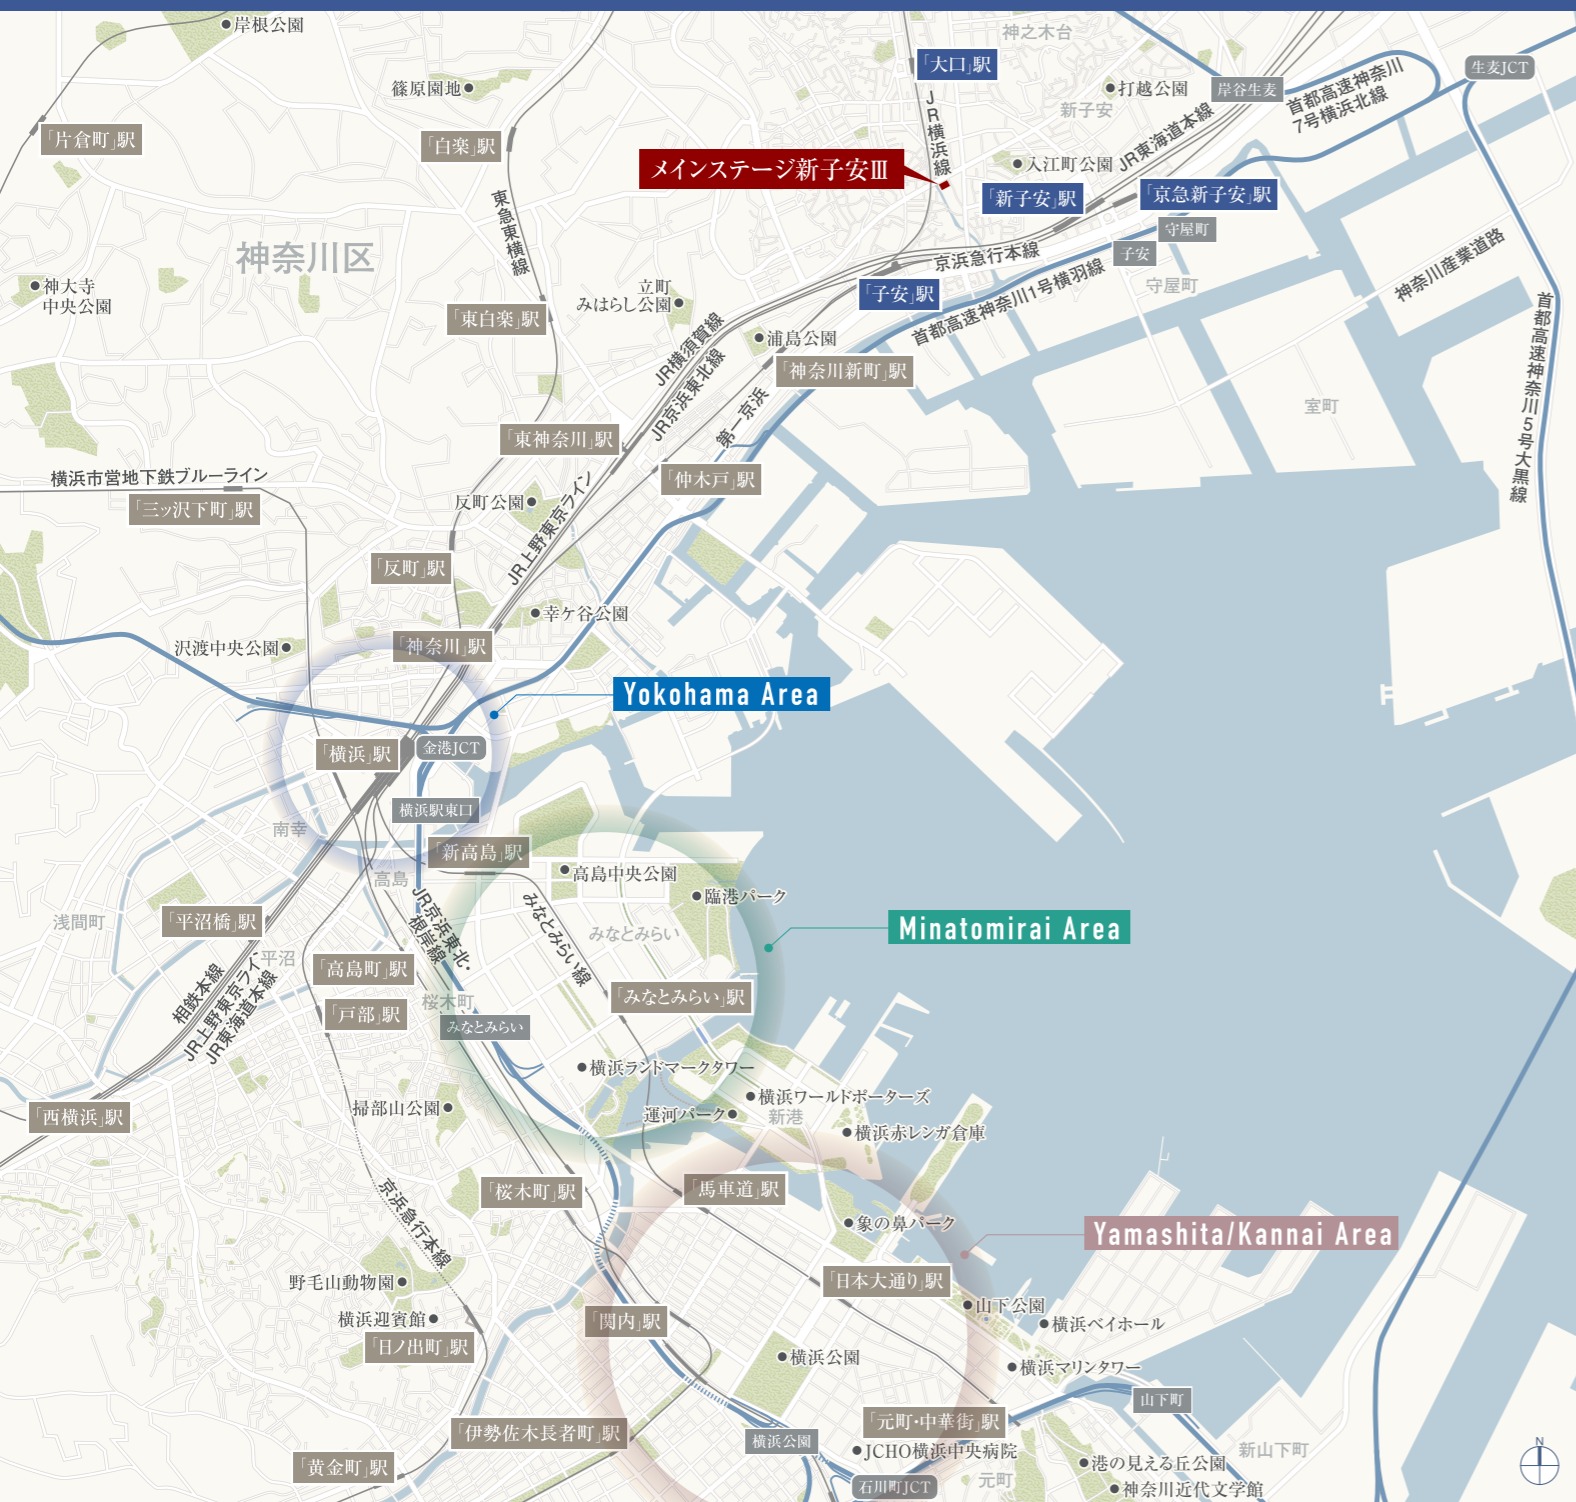 岸根公園
神之木台
「大口」駅
生麦JCT
篠原園地
打越公園
岸谷生麦
首都高速神奈川
7号横浜北線
新子安
「片倉町」駅
「白楽」駅
JR横浜線
JR東海道本線
メインステージ新子安Ⅲ
入江町公園
「新子安」駅
「京急新子安」駅
東急東横線
守屋町
神奈川区
京浜急行本線
子安
神奈川産業道路
神大寺
中央公園
立町
みはらし公園
「子安」駅
首都高速神奈川1号横羽線
守屋町
首都高速神奈川5号大黒線
「東白楽」駅
JR横須賀線
浦島公園
JR京浜東北線
「神奈川新町」駅
第一京浜
室町
「東神奈川」駅
横浜市営地下鉄ブルーライン
「仲木戸」駅
「三ッ沢下町」駅
反町公園
JR上野東京ライン
「反町」駅
幸ケ谷公園
沢渡中央公園
「神奈川」駅
Yokohama Area
「横浜」駅
金港JCT
横浜駅東口
南幸
「新高島」駅
高島
高島中央公園
臨港パーク
浅間町
「平沼橋」駅
JR京浜東北・
根岸線
みなとみらい線
みなとみらい
Minatomirai Area
平沼
「高島町」駅
相鉄本線
JR上野東京ライン
JR東海道本線
桜木町
「みなとみらい」駅
「戸部」駅
みなとみらい
横浜ランドマークタワー
横浜ワールドポーターズ
「西横浜」駅
掃部山公園
運河パーク
新港
横浜赤レンガ倉庫
京浜急行本線
「桜木町」駅
「馬車道」駅
象の鼻パーク
Yamashita/Kannai Area
野毛山動物園
「日本大通り」駅
山下公園
横浜迎賓館
「関内」駅
横浜ベイホール
「日ノ出町」駅
横浜公園
横浜マリンタワー
山下町
「伊勢佐木長者町」駅
「元町・中華街」駅
横浜公園
JCHO横浜中央病院
新山下町
N
「黄金町」駅
港の見える丘公園
石川町JCT
元町
神奈川近代文学館